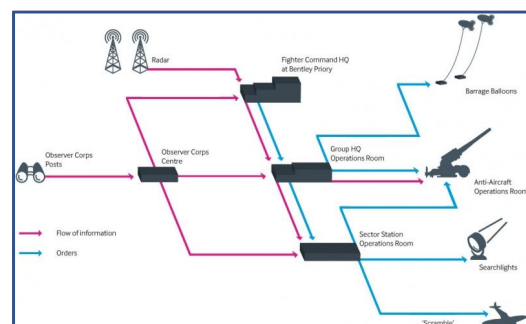 Radar
Fighter Command HQ
at Bentley Priory
Barrage Balloons
Observer Corps
Posts
Observer Corps
Centre
Group HQ
Operations Room
Anti-Aircraft
Operations Room
Flow of information
Orders
Sector Station
Operations Room
Searchlights
'Scramble'